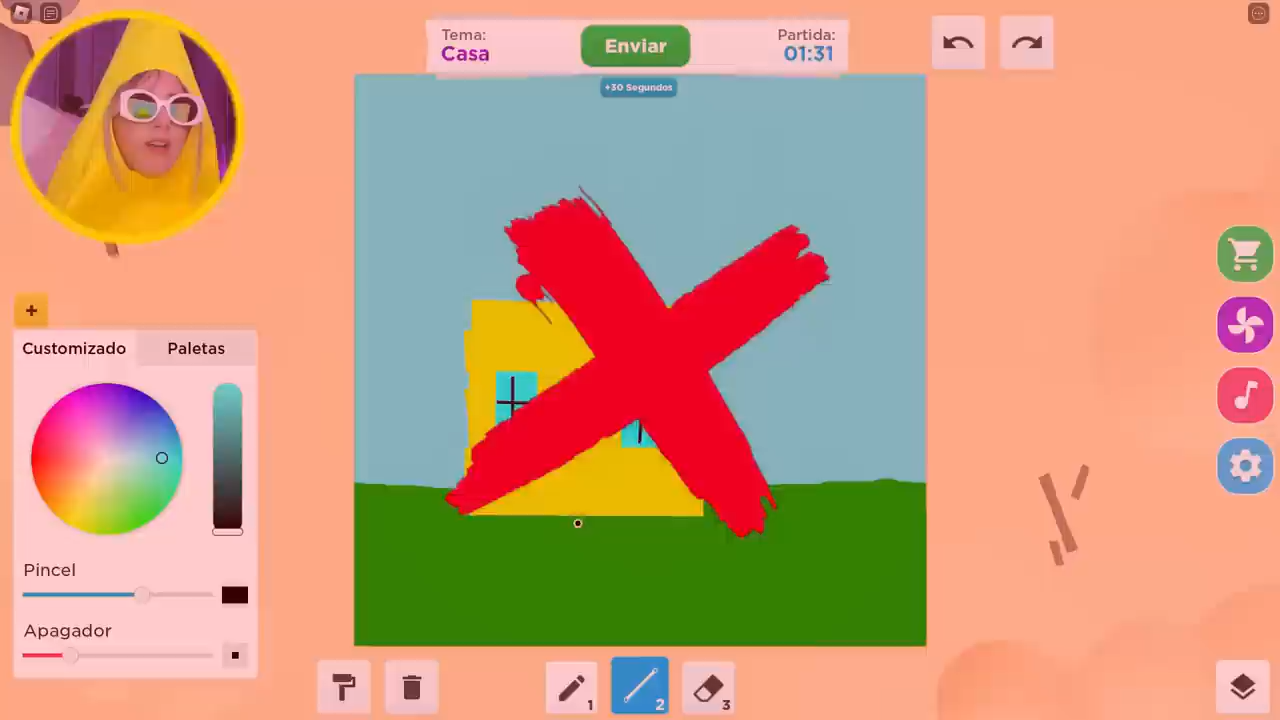 Tema:
Casa
Enviar
Partida:
01:31
+30 Segundos
+
Customizado
Paletas
Pincel
Apagador
1
2
3